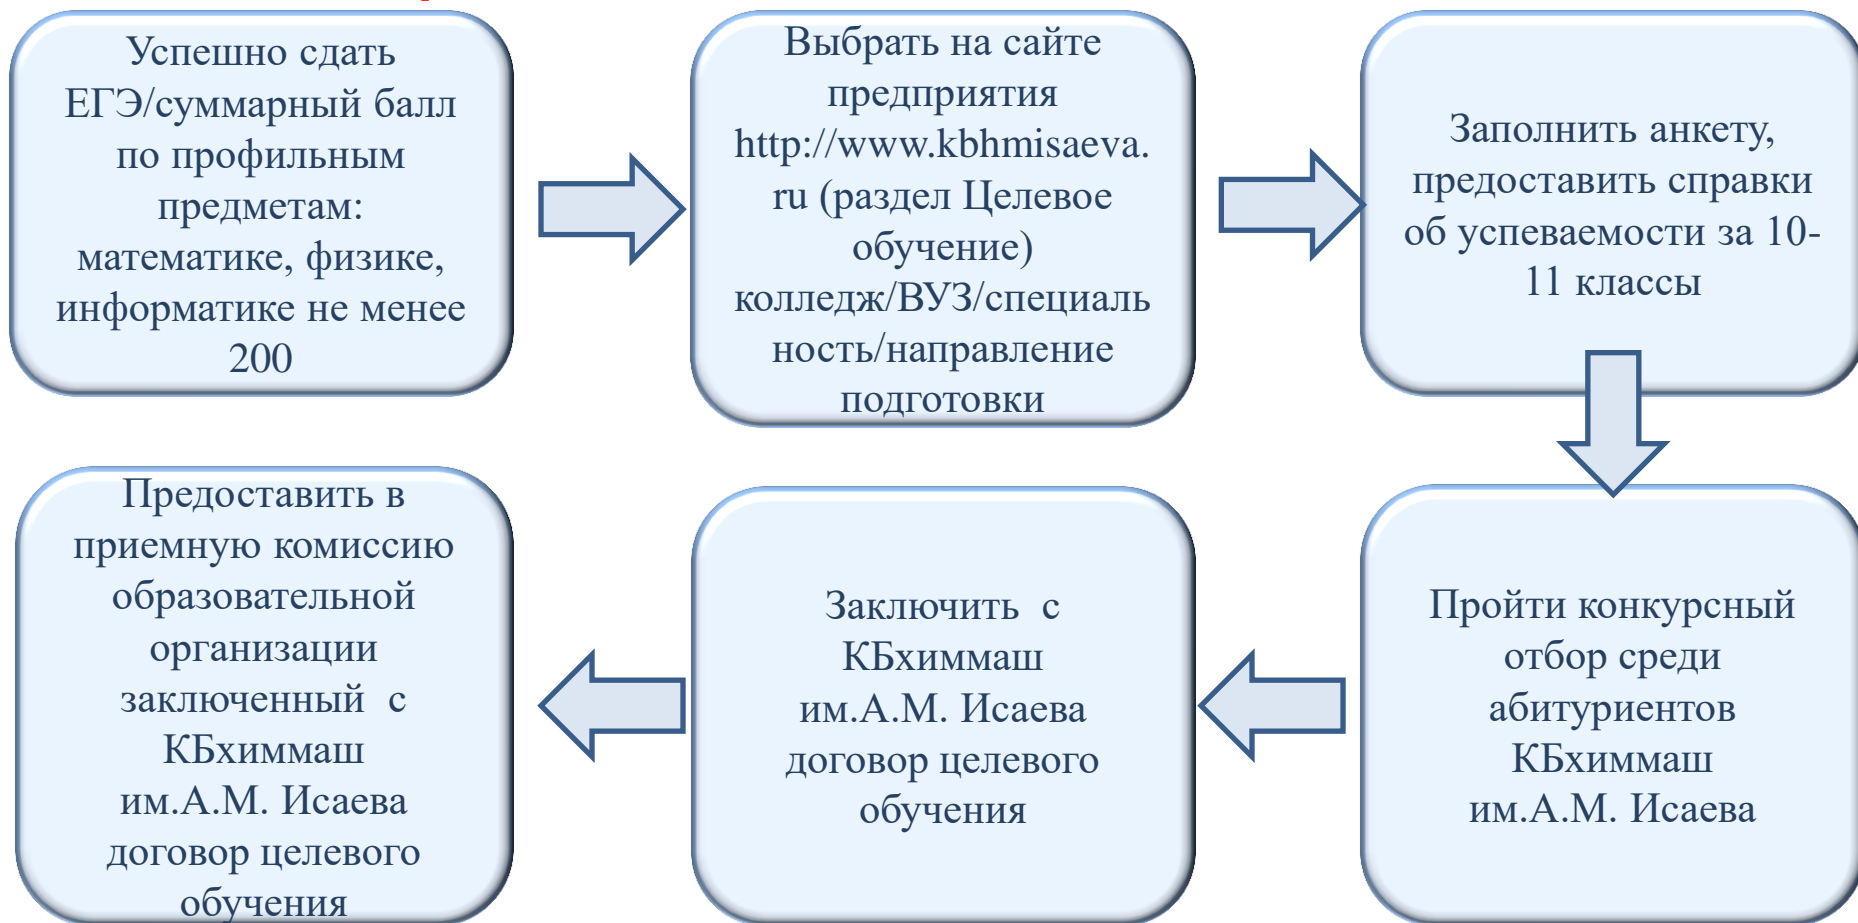 Успешно сдать
ЕГЭ/суммарный балл
по профильным
предметам:
математике, физике,
информатике не менее
200
Выбрать на сайте
предприятия
http://www.kbhmisaeva.
ru (раздел Целевое
обучение)
колледж/ВУЗ/специаль
ность/направление
подготовки
Заполнить анкету,
предоставить справки
об успеваемости за 10-
11 классы
Пройти конкурсный
отбор среди
абитуриентов
КБхиммаш
им.А.М. Исаева
Заключить с
КБхиммаш
им.А.М. Исаева
договор целевого
обучения
Предоставить в
приемную комиссию
образовательной
организации
заключенный с
КБхиммаш
им.А.М. Исаева
договор целевого
обучения